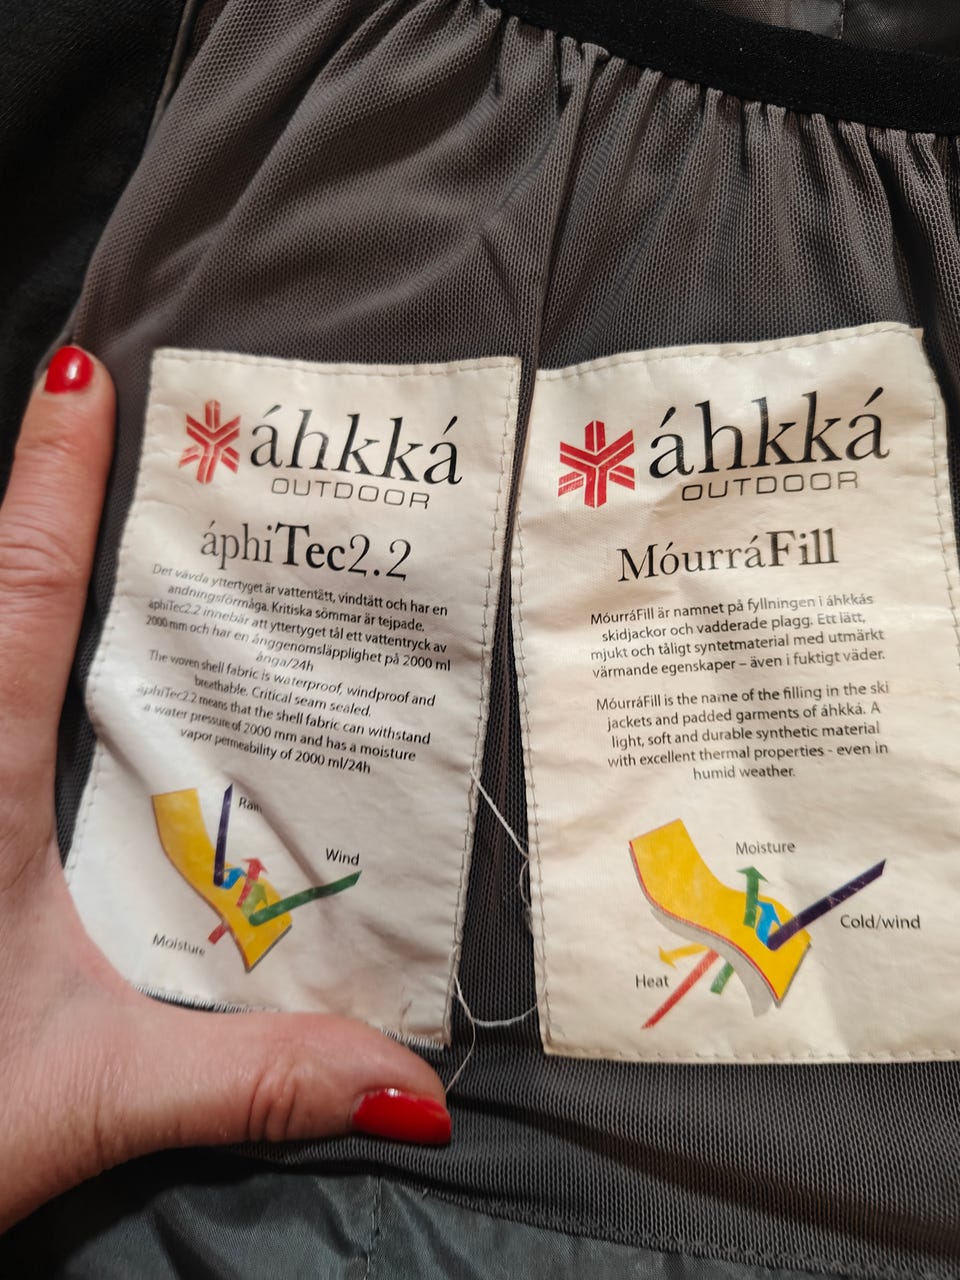 áhkká
OUTDOOR
áphiTec2.2
Det vävda yttertyget är vattentätt, vindtätt och har en
andningsförmåga. Kritiska sömmar är tejpade.
áphiTec2.2 innebär att yttertyget tål ett vattentryck av
2000 mm och har en ånggenomsläpplighet på 2000 ml
ånga/24h
The woven shell fabric is waterproof, windproof and
breathable. Critical seam sealed.
áphiTec2.2 means that the shell fabric can withstand
a water pressure of 2000 mm and has a moisture
vapor permeability of 2000 ml/24h
Rain
Wind
Moisture
áhkká
OUTDOOR
MóurráFill
MóurráFill är namnet på fyllningen i áhkkás
skidjackor och vadderade plagg. Ett lätt,
mjukt och tåligt syntetmaterial med utmärkt
värmande egenskaper – även i fuktigt väder.
MóurráFill is the name of the filling in the ski
jackets and padded garments of áhkká. A
light, soft and durable synthetic material
with excellent thermal properties - even in
humid weather.
Moisture
Cold/wind
Heat